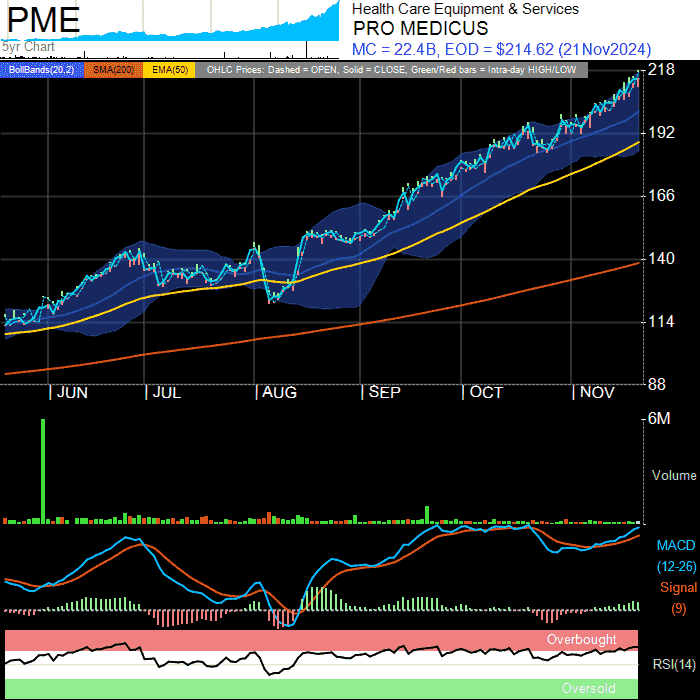 PME
5yr Chart
Health Care Equipment & Services
PRO MEDICUS
MC = 22.4B, EOD = $214.62 (21Nov2024)
BollBands(20,2) SMA(200) EMA(50) OHLC Prices: Dashed = OPEN, Solid = CLOSE, Green/Red bars = Intra-day HIGH/LOW
218
192
166
140
114
88
JUN JUL AUG SEP OCT NOV
6M
Volume
MACD
(12-26)
Signal
(9)
Overbought
RSI(14)
Oversold